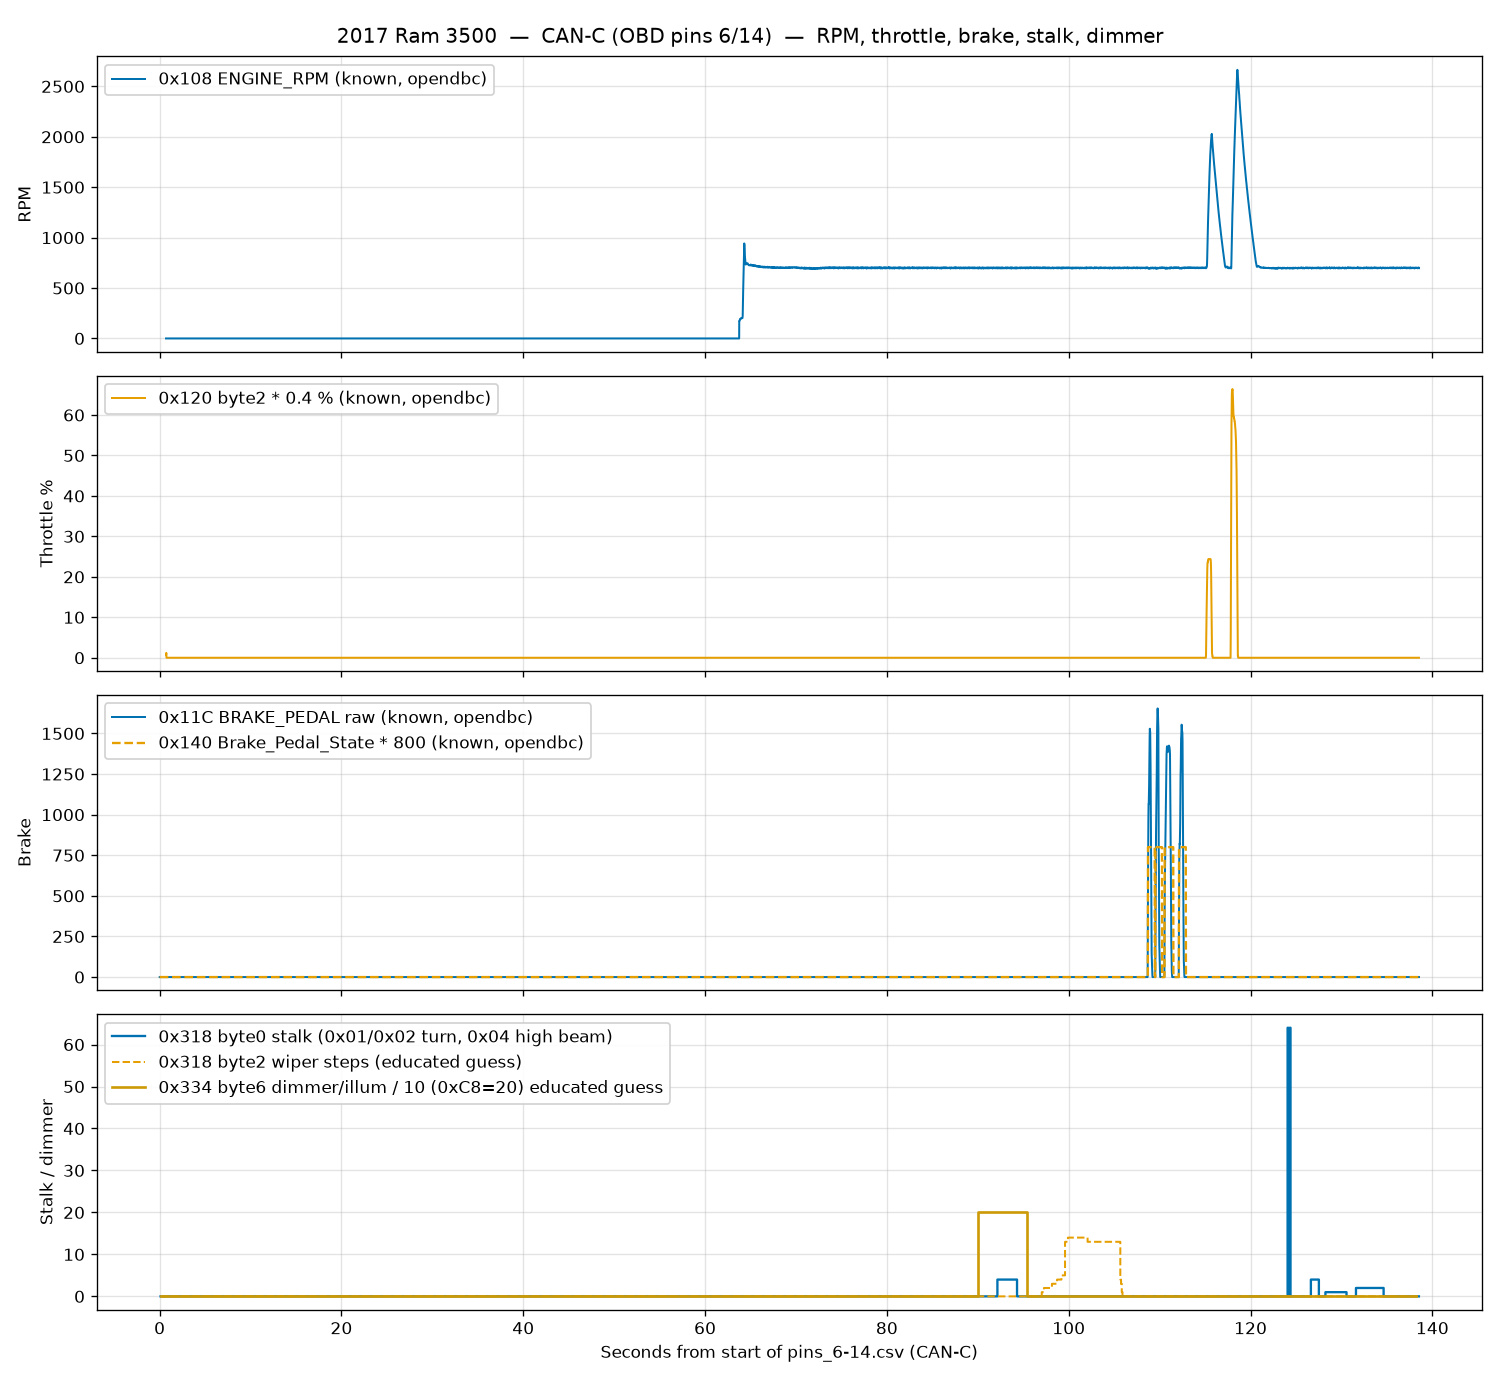 2017 Ram 3500  —  CAN-C (OBD pins 6/14)  —  RPM, throttle, brake, stalk, dimmer
0x108 ENGINE_RPM (known, opendbc)
2500
2000
1500
1000
500
0
RPM
0x120 byte2 * 0.4 % (known, opendbc)
60
50
40
30
20
10
0
Throttle %
0x11C BRAKE_PEDAL raw (known, opendbc)
0x140 Brake_Pedal_State * 800 (known, opendbc)
1500
1250
1000
750
500
250
0
Brake
0x318 byte0 stalk (0x01/0x02 turn, 0x04 high beam)
0x318 byte2 wiper steps (educated guess)
0x334 byte6 dimmer/illum / 10 (0xC8=20) educated guess
60
50
40
30
20
10
0
Stalk / dimmer
0 20 40 60 80 100 120 140
Seconds from start of pins_6-14.csv (CAN-C)